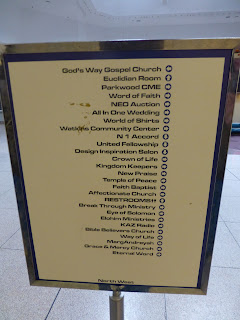 God's Way Gospel Church
Euclidian Room
Parkwood CME
Word of Faith
NEO Auction
All In One Wedding
World of Shirts
Watkins Community Center
N 1 Accord
United Fellowship
Design Inspiration Salon
Crown of Life
Kingdom Keepers
New Praise
Temple of Peace
Faith Baptist
Affectionate Church
RESTROOMS
Break Through Ministry
Eye of Soloman
Elohim Ministries
KAZ Radio
Bible Believers Church
Way of Life
MargAndreyah
Grace & Mercy Church
Eternal Word
North West